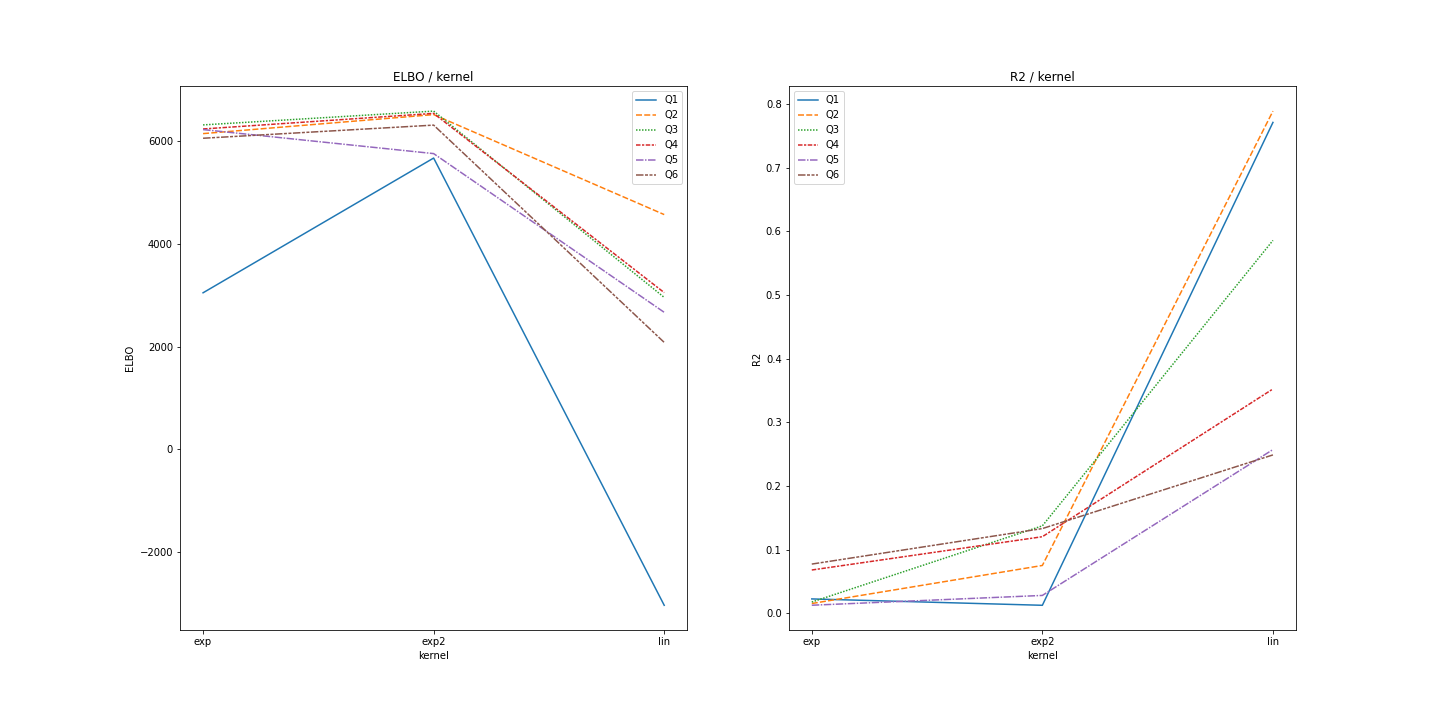 ELBO / kernel
6000
4000
2000
0
−2000
ELBO
exp
exp2
lin
kernel
Q1
Q2
Q3
Q4
Q5
Q6
R2 / kernel
0.8
0.7
0.6
0.5
0.4
0.3
0.2
0.1
0.0
R2
exp
exp2
lin
kernel
Q1
Q2
Q3
Q4
Q5
Q6